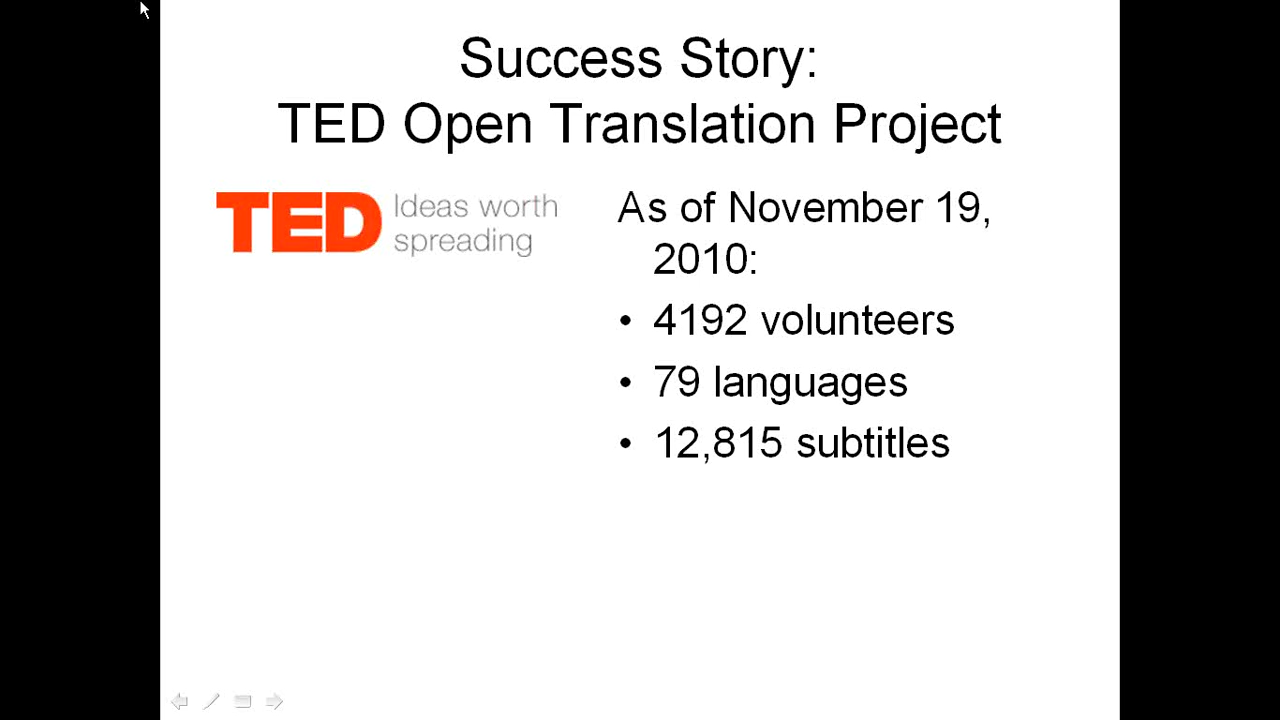 Success Story:
TED Open Translation Project
TED Ideas worth
spreading
As of November 19,
2010:
• 4192 volunteers
• 79 languages
• 12,815 subtitles